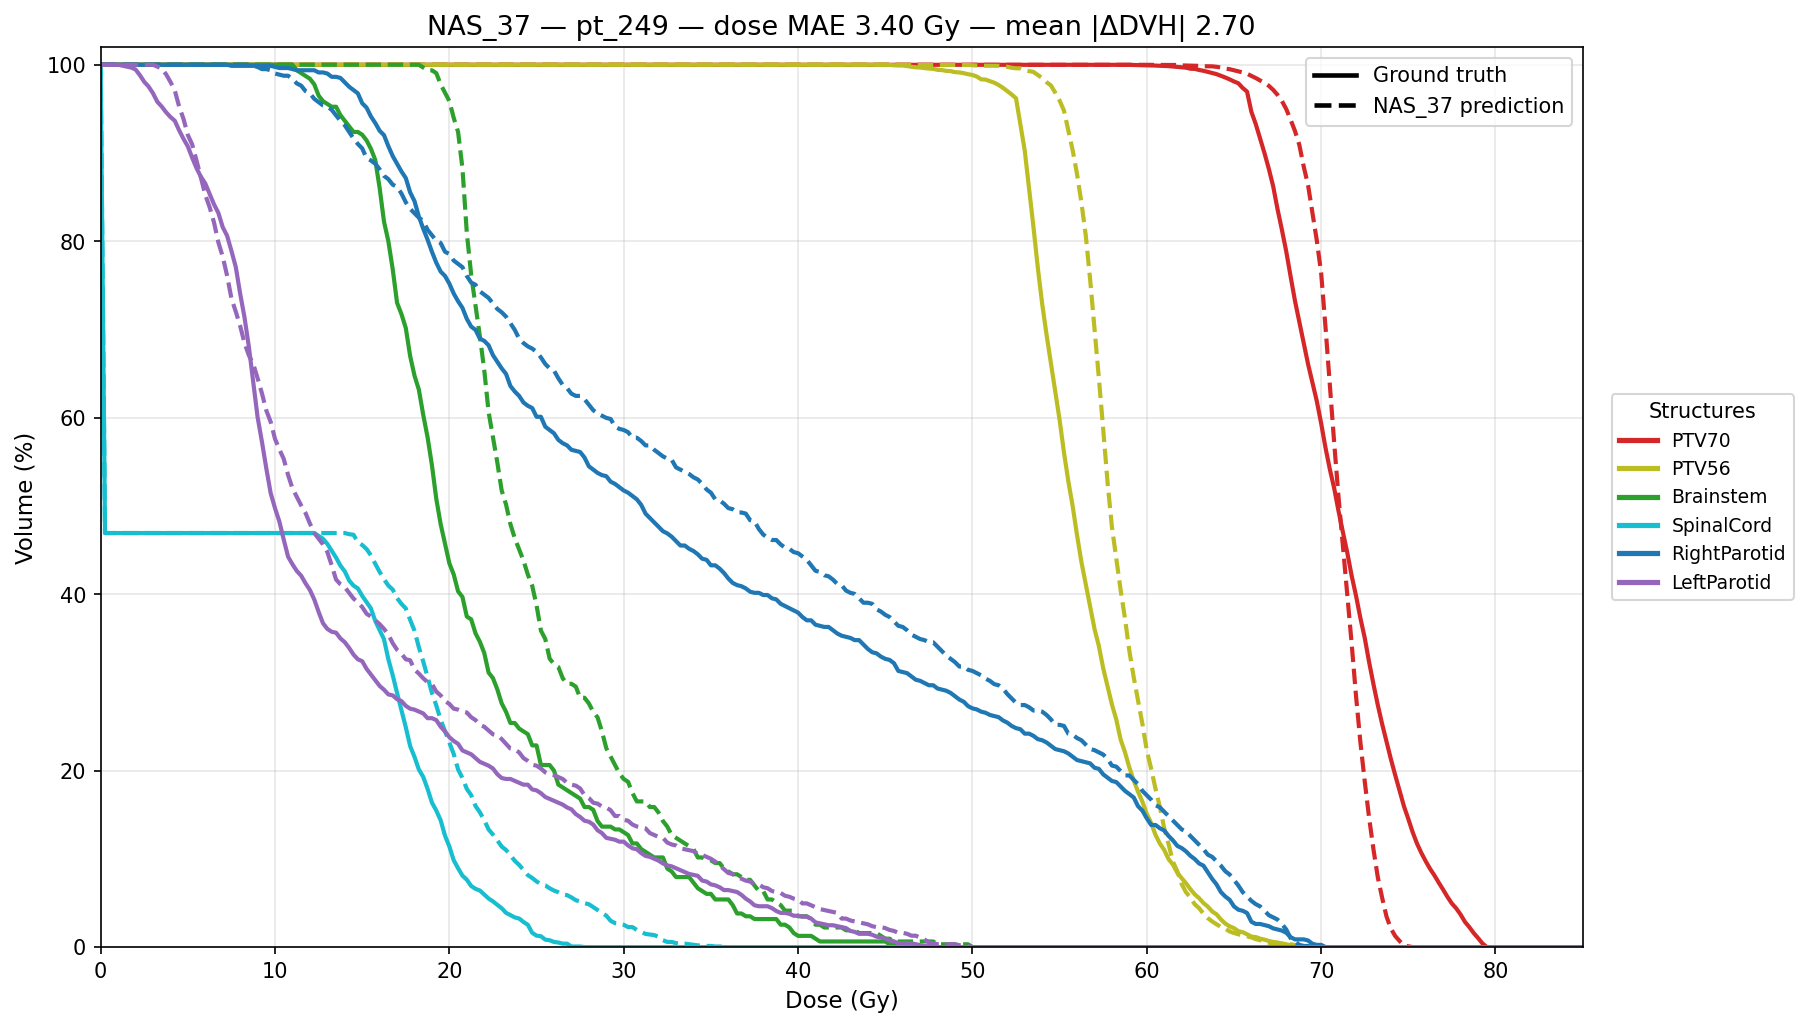 NAS_37 — pt_249 — dose MAE 3.40 Gy — mean |ΔDVH| 2.70
Ground truth
NAS_37 prediction
Structures
PTV70
PTV56
Brainstem
SpinalCord
RightParotid
LeftParotid
Volume (%)
100
80
60
40
20
0
0 10 20 30 40 50 60 70 80
Dose (Gy)